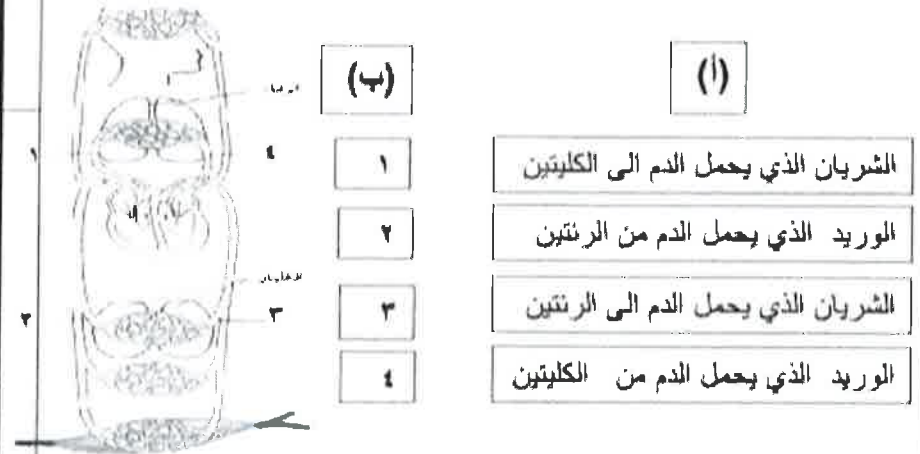 (أ)
(ب)
الشريان الذي يحمل الدم الى الكليتين
١
الوريد الذي يحمل الدم من الرئتين
٢
الشريان الذي يحمل الدم الى الرئتين
٣
الوريد الذي يحمل الدم من الكليتين
٤
١
٤
٣
٢